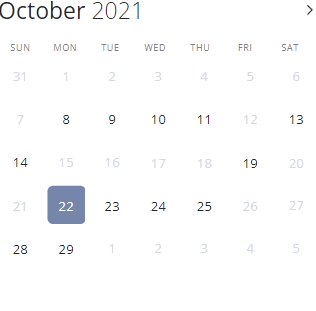 October 2021
SUN MON TUE WED THU FRI SAT
31 1 2 3 4 5 6
7 8 9 10 11 12 13
14 15 16 17 18 19 20
21 22 23 24 25 26 27
28 29 1 2 3 4 5